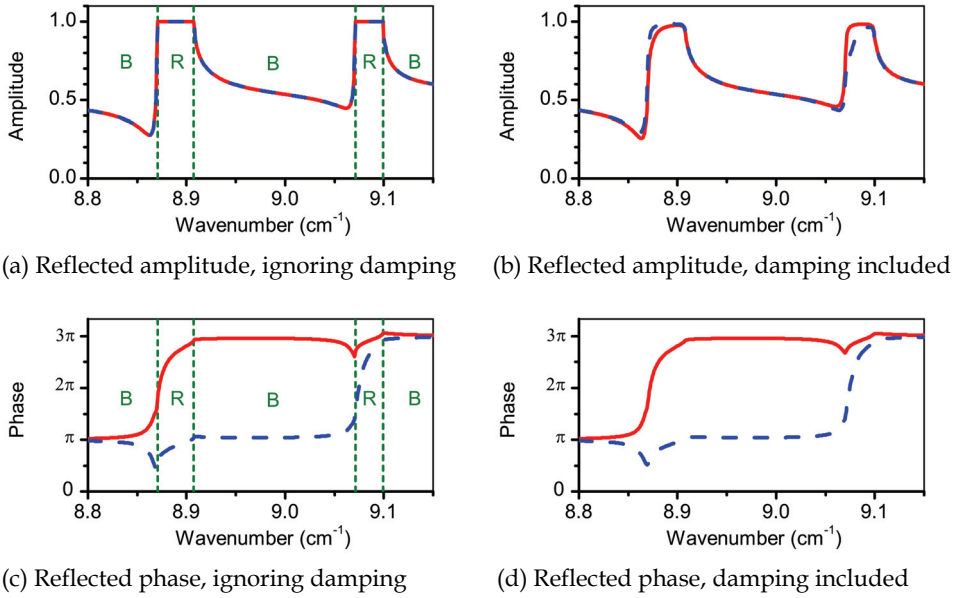 1.0
0.5
0.0
Amplitude
B
R
B
R
B
8.8
8.9
9.0
9.1
Wavenumber (cm⁻¹)
(a) Reflected amplitude, ignoring damping
1.0
0.5
0.0
Amplitude
8.8
8.9
9.0
9.1
Wavenumber (cm⁻¹)
(b) Reflected amplitude, damping included
3π
2π
π
0
Phase
B
R
B
R
B
8.8
8.9
9.0
9.1
Wavenumber (cm⁻¹)
(c) Reflected phase, ignoring damping
3π
2π
π
0
Phase
8.8
8.9
9.0
9.1
Wavenumber (cm⁻¹)
(d) Reflected phase, damping included